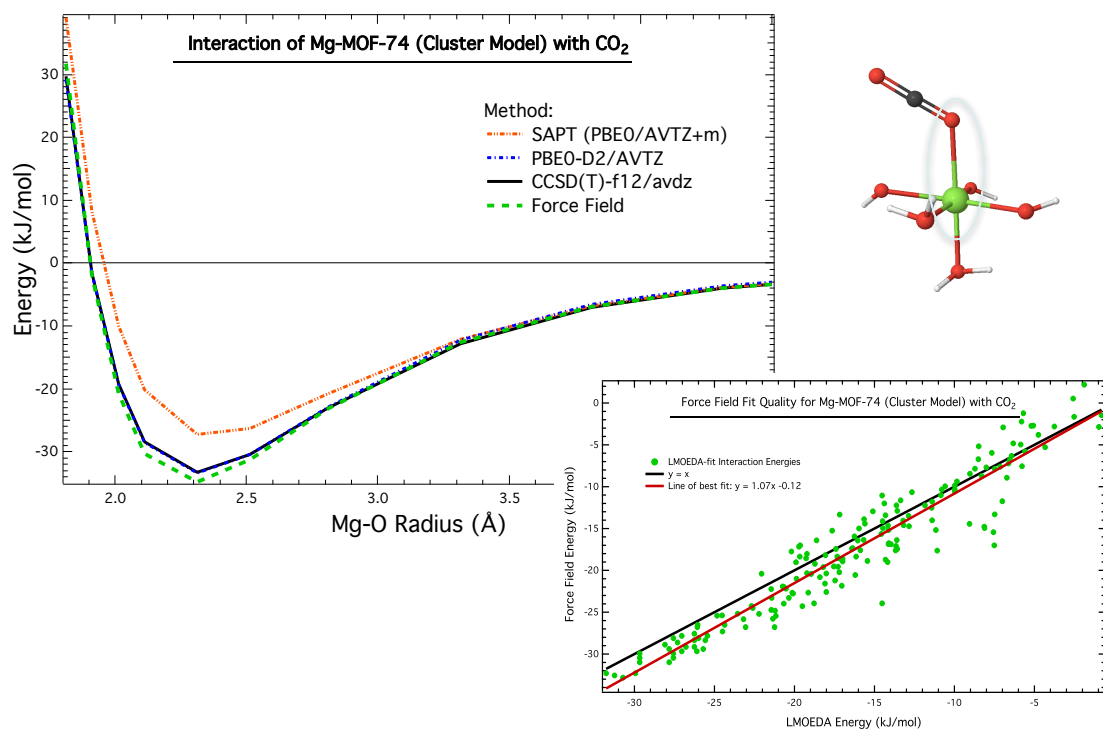 Interaction of Mg-MOF-74 (Cluster Model) with CO₂
Method:
SAPT (PBE0/AVTZ+m)
PBE0-D2/AVTZ
CCSD(T)-f12/avdz
Force Field
Energy (kJ/mol)
30
20
10
0
-10
-20
-30
2.0
2.5
3.0
3.5
Mg-O Radius (Å)
Force Field Fit Quality for Mg-MOF-74 (Cluster Model) with CO₂
LMOEDA-fit Interaction Energies
y = x
Line of best fit: y = 1.07x -0.12
Force Field Energy (kJ/mol)
0
-5
-10
-15
-20
-25
-30
-30
-25
-20
-15
-10
-5
LMOEDA Energy (kJ/mol)